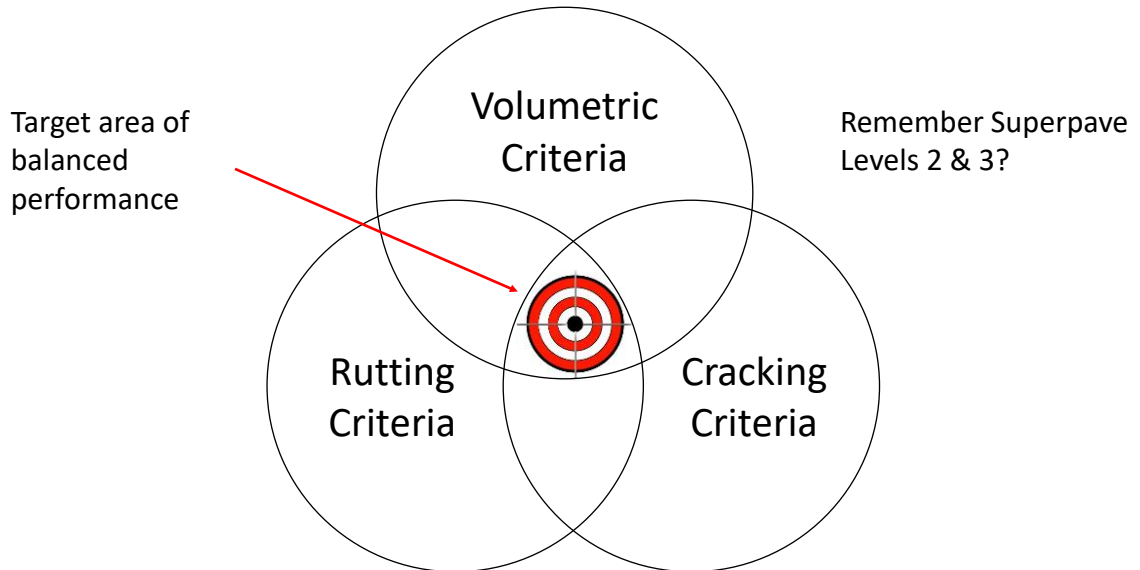 Volumetric
Criteria
Target area of
balanced
performance
Remember Superpave
Levels 2 & 3?
Rutting
Criteria
Cracking
Criteria